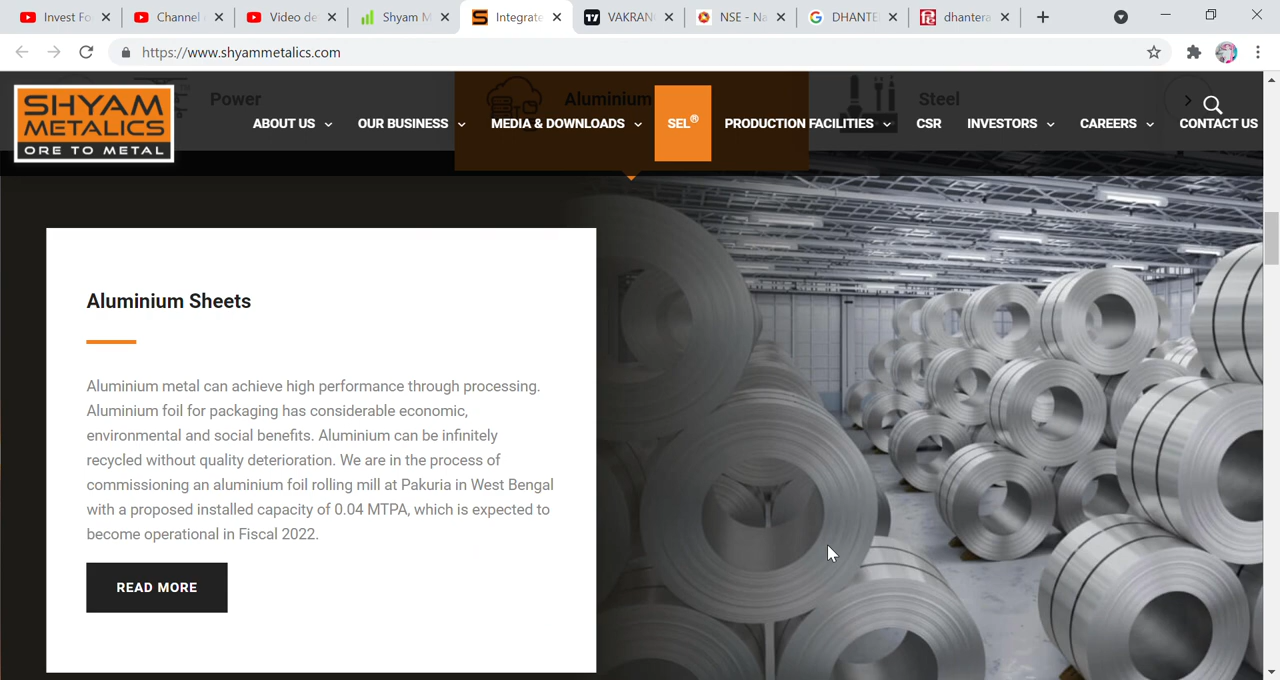 Invest Fo
Channel
Video de
Shyam M
Integrate
VAKRAN
NSE - Na
DHANTE
dhantera
https://www.shyammetalics.com
Power
Aluminium
Steel
SHYAM
METALICS
ORE TO METAL
ABOUT US
OUR BUSINESS
MEDIA & DOWNLOADS
SEL®
PRODUCTION FACILITIES
CSR
INVESTORS
CAREERS
CONTACT US
Aluminium Sheets
Aluminium metal can achieve high performance through processing.
Aluminium foil for packaging has considerable economic,
environmental and social benefits. Aluminium can be infinitely
recycled without quality deterioration. We are in the process of
commissioning an aluminium foil rolling mill at Pakuria in West Bengal
with a proposed installed capacity of 0.04 MTPA, which is expected to
become operational in Fiscal 2022.
READ MORE